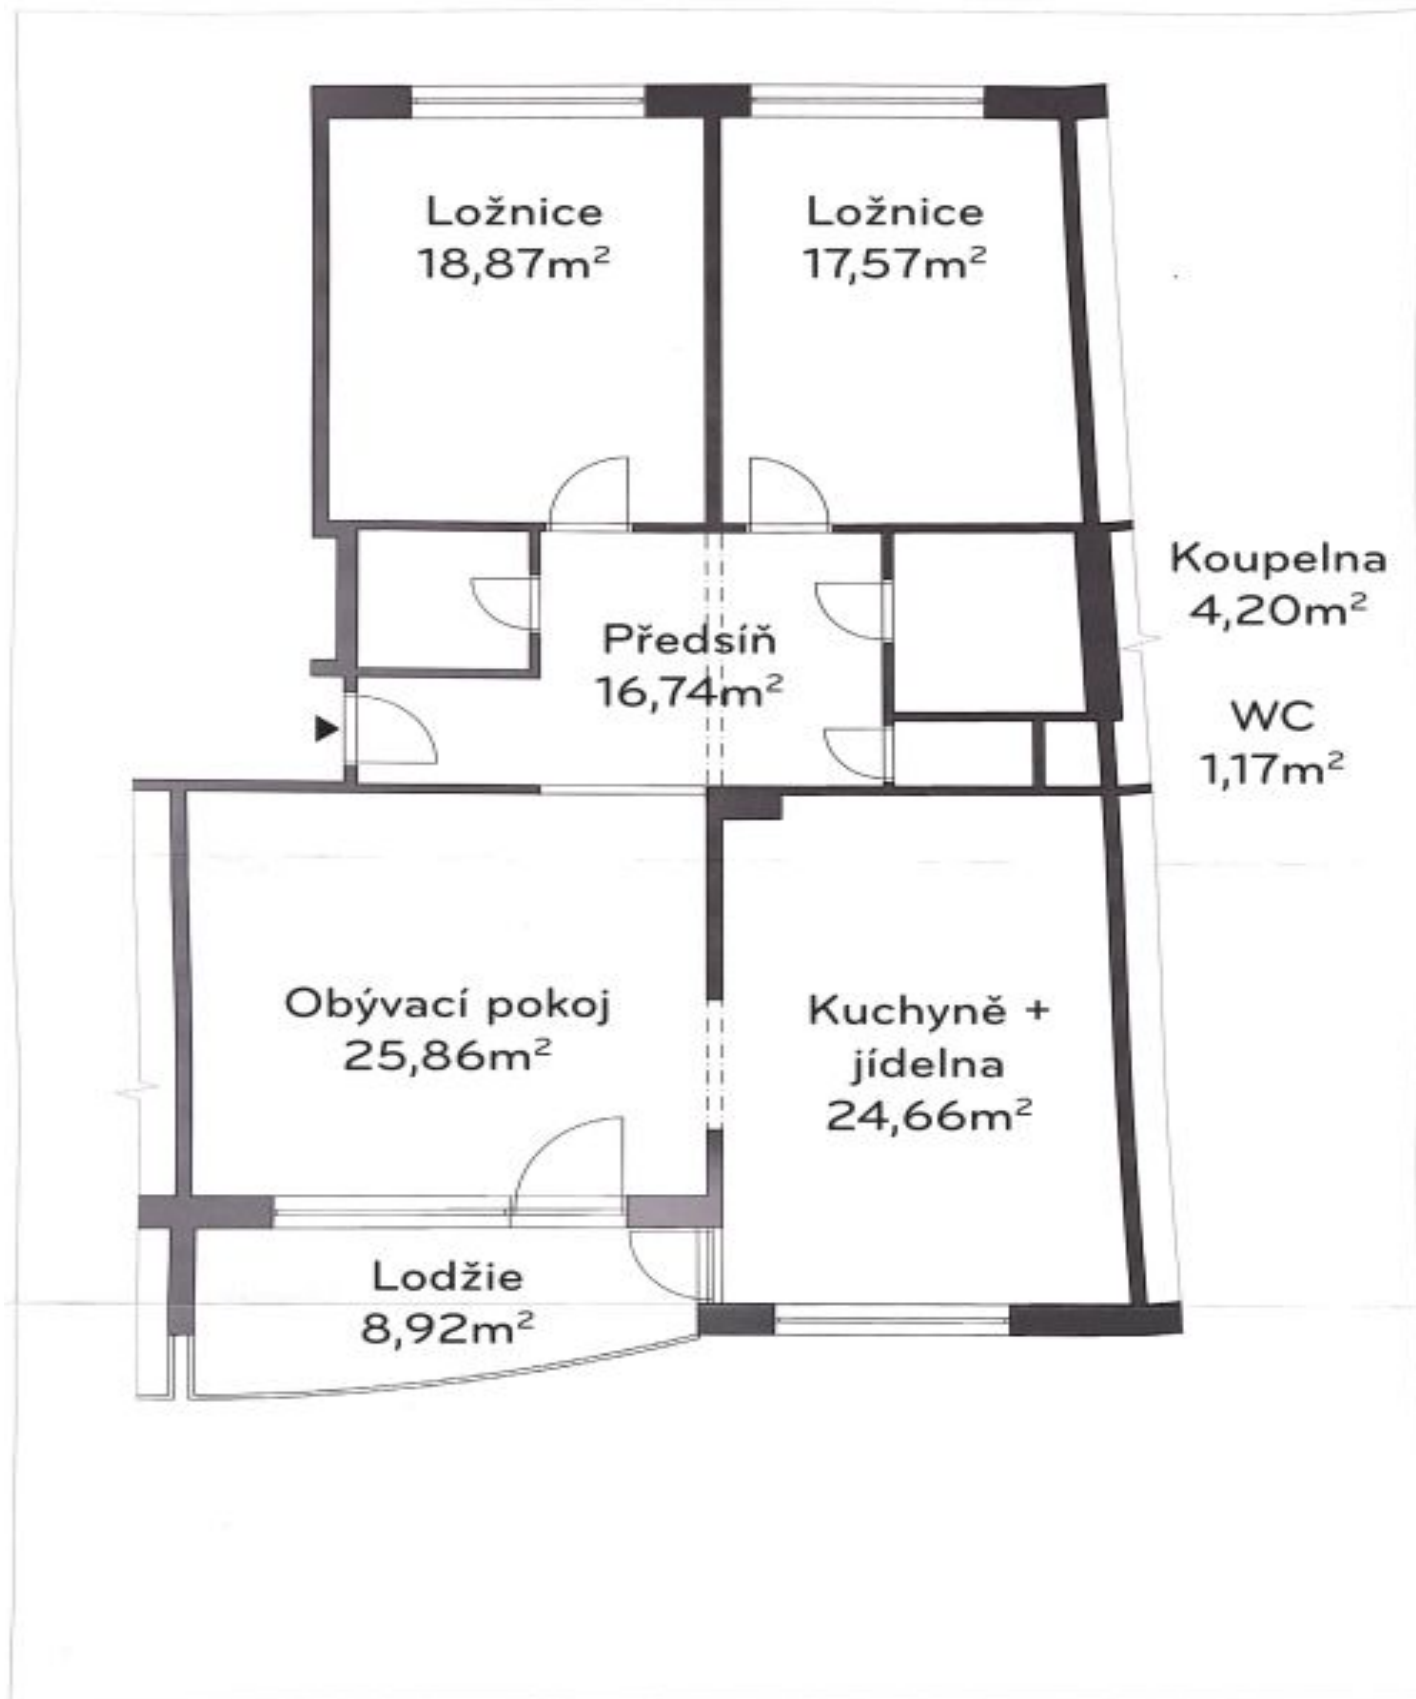 Ložnice
18,87m²
Ložnice
17,57m²
Koupelna
4,20m²
Předsíň
16,74m²
WC
1,17m²
Obývací pokoj
25,86m²
Kuchyně +
jídelna
24,66m²
Lodžie
8,92m²